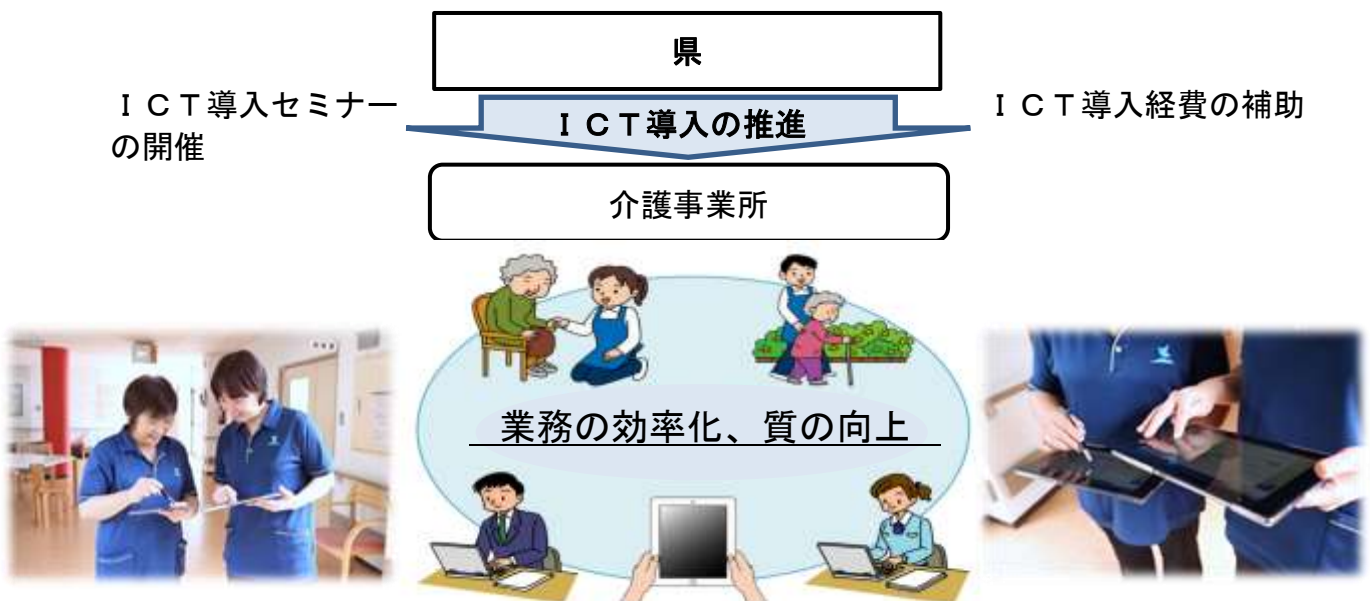 県
ＩＣＴ導入セミナー
の開催
ＩＣＴ導入の推進
ＩＣＴ導入経費の補助
介護事業所
業務の効率化、質の向上